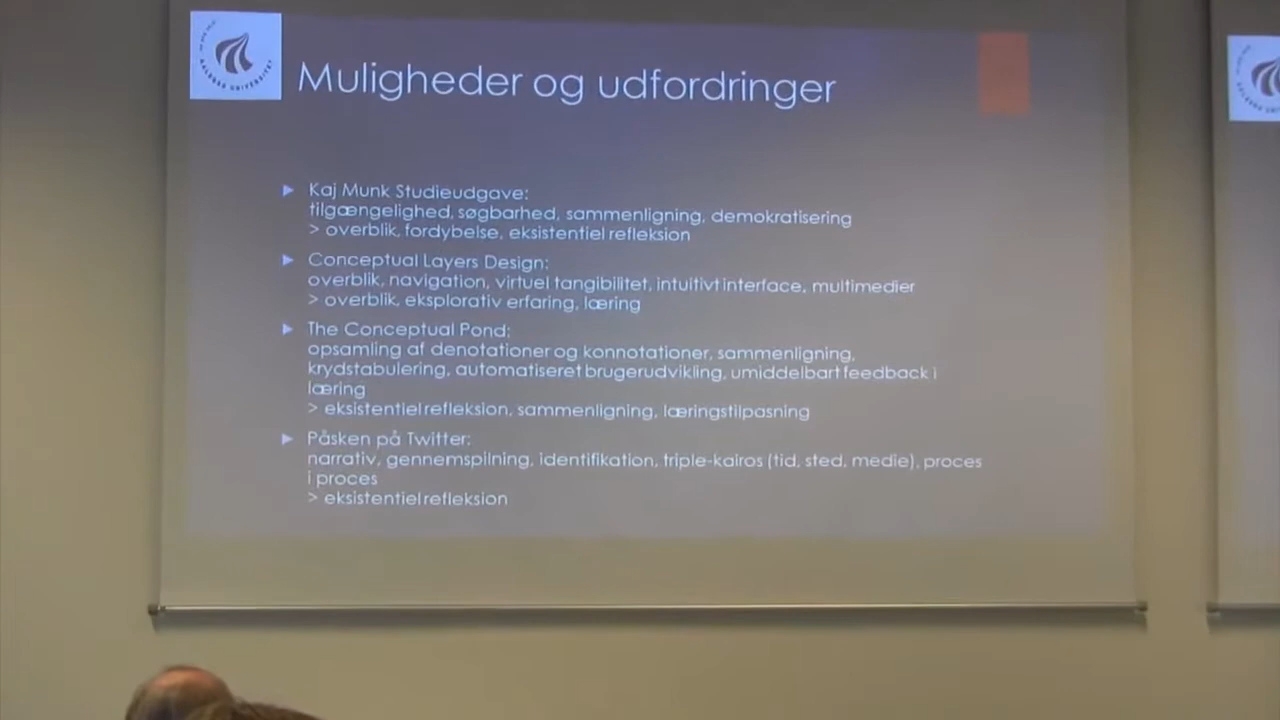 AALBORG UNIVERSITET
Muligheder og udfordringer
Kaj Munk Studieudgave:
tilgængelighed, søgbarhed, sammenligning, demokratisering
> overblik, fordybelse, eksistentiel refleksion
Conceptual Layers Design:
overblik, navigation, virtuel tangibilitet, intuitivt interface, multimedier
> overblik, eksplorativ erfaring, læring
The Conceptual Pond:
opsamling af denotationer og konnotationer, sammenligning,
krydstabulering, automatiseret brugerudvikling, umiddelbart feedback i
læring
> eksistentiel refleksion, sammenligning, læringstilpasning
Påsken på Twitter:
narrativ, gennemspilning, identifikation, triple-kairos (tid, sted, medie), proces
i proces
> eksistentiel refleksion